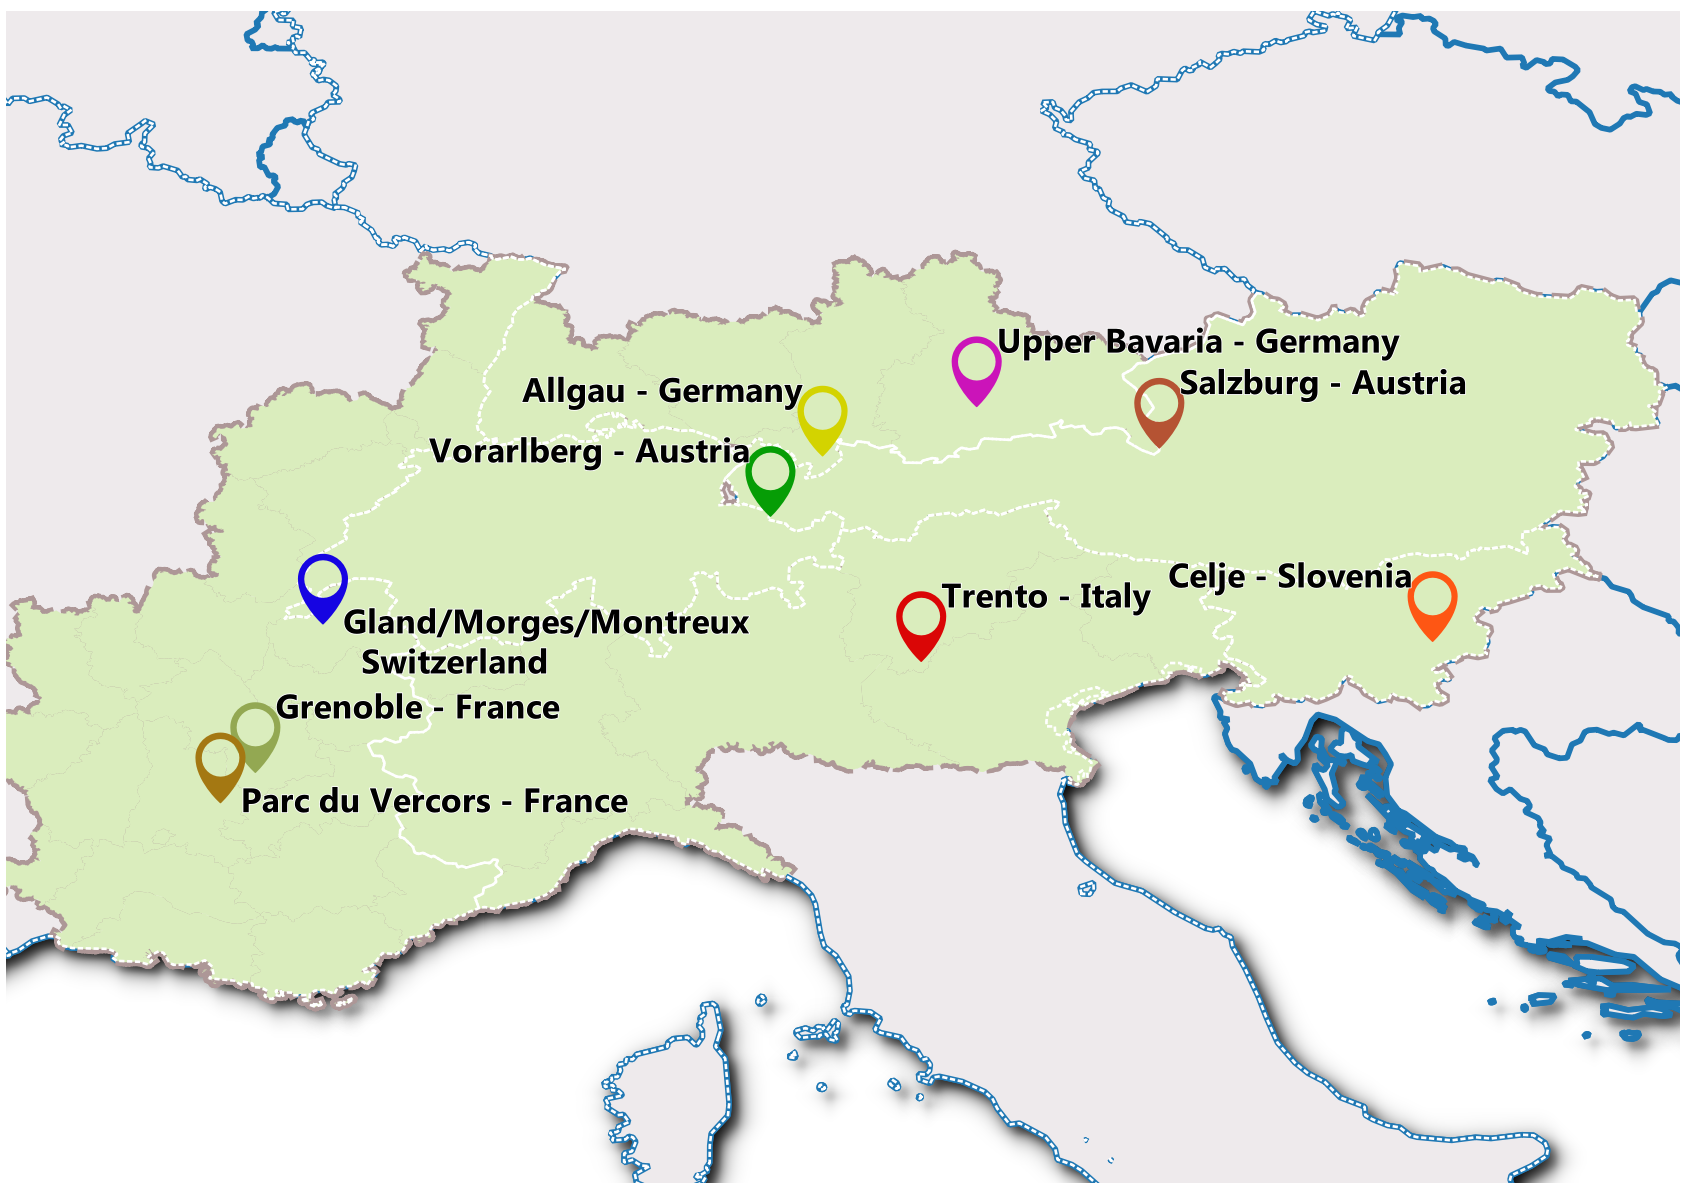 Upper Bavaria - Germany
Salzburg - Austria
Allgau - Germany
Vorarlberg - Austria
Celje - Slovenia
Trento - Italy
Gland/Morges/Montreux
Switzerland
Grenoble - France
Parc du Vercors - France